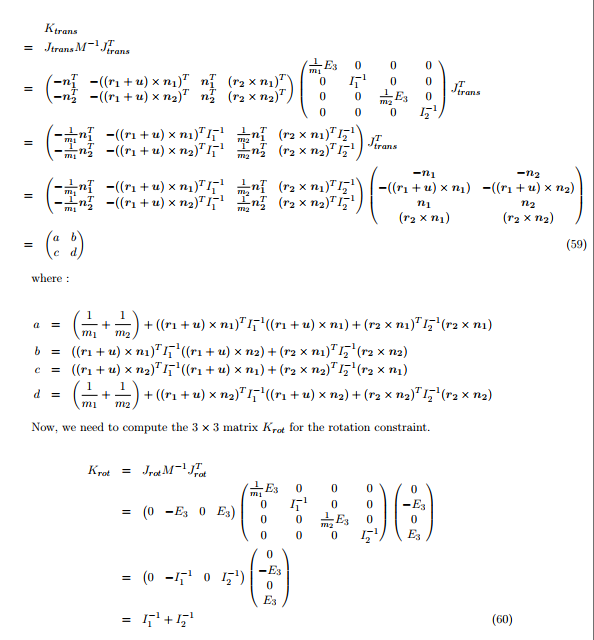 K_{trans}
= J_{trans} M^{-1} J_{trans}^T
= \begin{pmatrix} -n_1^T & -((r_1 + u) \times n_1)^T & n_1^T & (r_2 \times n_1)^T \\ -n_2^T & -((r_1 + u) \times n_2)^T & n_2^T & (r_2 \times n_2)^T \end{pmatrix} \begin{pmatrix} \frac{1}{m_1} E_3 & 0 & 0 & 0 \\ 0 & I_1^{-1} & 0 & 0 \\ 0 & 0 & \frac{1}{m_2} E_3 & 0 \\ 0 & 0 & 0 & I_2^{-1} \end{pmatrix} J_{trans}^T
= \begin{pmatrix} -\frac{1}{m_1} n_1^T & -((r_1 + u) \times n_1)^T I_1^{-1} & \frac{1}{m_2} n_1^T & (r_2 \times n_1)^T I_2^{-1} \\ -\frac{1}{m_1} n_2^T & -((r_1 + u) \times n_2)^T I_1^{-1} & \frac{1}{m_2} n_2^T & (r_2 \times n_2)^T I_2^{-1} \end{pmatrix} J_{trans}^T
= \begin{pmatrix} -\frac{1}{m_1} n_1^T & -((r_1 + u) \times n_1)^T I_1^{-1} & \frac{1}{m_2} n_1^T & (r_2 \times n_1)^T I_2^{-1} \\ -\frac{1}{m_1} n_2^T & -((r_1 + u) \times n_2)^T I_1^{-1} & \frac{1}{m_2} n_2^T & (r_2 \times n_2)^T I_2^{-1} \end{pmatrix} \begin{pmatrix} -n_1 & -n_2 \\ -((r_1 + u) \times n_1) & -((r_1 + u) \times n_2) \\ n_1 & n_2 \\ (r_2 \times n_1) & (r_2 \times n_2) \end{pmatrix}
= \begin{pmatrix} a & b \\ c & d \end{pmatrix} (59)
where :
a = \left( \frac{1}{m_1} + \frac{1}{m_2} \right) + ((r_1 + u) \times n_1)^T I_1^{-1} ((r_1 + u) \times n_1) + (r_2 \times n_1)^T I_2^{-1} (r_2 \times n_1)
b = ((r_1 + u) \times n_1)^T I_1^{-1} ((r_1 + u) \times n_2) + (r_2 \times n_1)^T I_2^{-1} (r_2 \times n_2)
c = ((r_1 + u) \times n_2)^T I_1^{-1} ((r_1 + u) \times n_1) + (r_2 \times n_2)^T I_2^{-1} (r_2 \times n_1)
d = \left( \frac{1}{m_1} + \frac{1}{m_2} \right) + ((r_1 + u) \times n_2)^T I_1^{-1} ((r_1 + u) \times n_2) + (r_2 \times n_2)^T I_2^{-1} (r_2 \times n_2)
Now, we need to compute the 3 × 3 matrix K_{rot} for the rotation constraint.
K_{rot} = J_{rot} M^{-1} J_{rot}^T
= \begin{pmatrix} 0 & -E_3 & 0 & E_3 \end{pmatrix} \begin{pmatrix} \frac{1}{m_1} E_3 & 0 & 0 & 0 \\ 0 & I_1^{-1} & 0 & 0 \\ 0 & 0 & \frac{1}{m_2} E_3 & 0 \\ 0 & 0 & 0 & I_2^{-1} \end{pmatrix} \begin{pmatrix} 0 \\ -E_3 \\ 0 \\ E_3 \end{pmatrix}
= \begin{pmatrix} 0 & -I_1^{-1} & 0 & I_2^{-1} \end{pmatrix} \begin{pmatrix} 0 \\ -E_3 \\ 0 \\ E_3 \end{pmatrix}
= I_1^{-1} + I_2^{-1} (60)